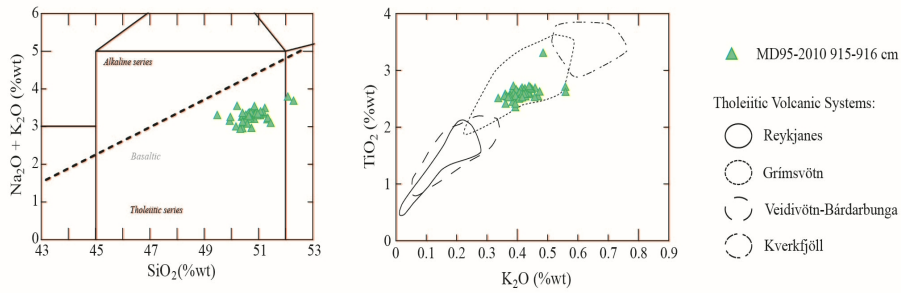 6
5
4
3
2
1
0
Na₂O + K₂O (%wt)
Alkaline series
Basaltic
Tholeiitic series
43 45 47 49 51 53
SiO₂(%wt)
4
3
2
1
0
TiO₂ (%wt)
0 0.1 0.2 0.3 0.4 0.5 0.6 0.7 0.8 0.9
K₂O (%wt)
MD95-2010 915-916 cm
Tholeiitic Volcanic Systems:
Reykjanes
Grímsvötn
Veidivötn-Bárdarbunga
Kverkfjöll